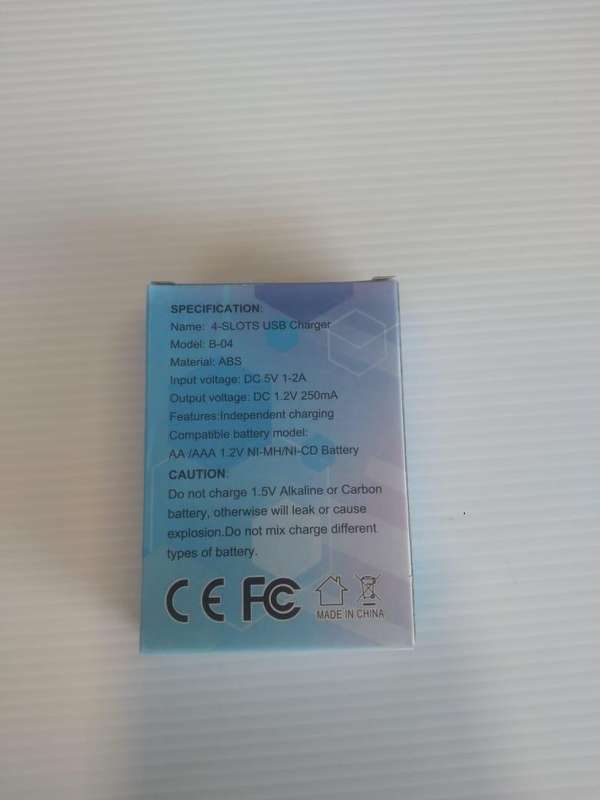 SPECIFICATION:
Name: 4-SLOTS USB Charger
Model: B-04
Material: ABS
Input voltage: DC 5V 1-2A
Output voltage: DC 1.2V 250mA
Features:Independent charging
Compatible battery model:
AA /AAA 1.2V NI-MH/NI-CD Battery
CAUTION:
Do not charge 1.5V Alkaline or Carbon
battery, otherwise will leak or cause
explosion.Do not mix charge different
types of battery.
CE FC
MADE IN CHINA